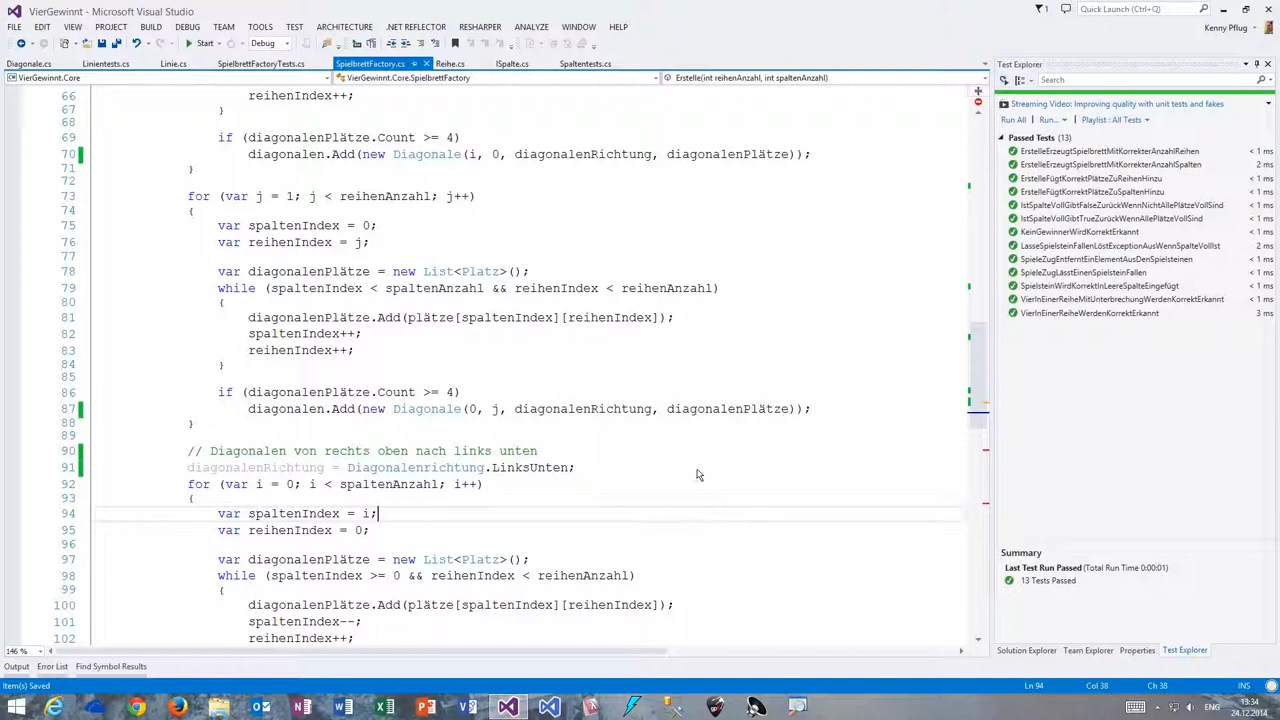 VierGewinnt - Microsoft Visual Studio
1
Quick Launch (Ctrl+Q)
FILE EDIT VIEW PROJECT BUILD DEBUG TEAM TOOLS TEST ARCHITECTURE .NET REFLECTOR RESHARPER ANALYZE WINDOW HELP
Kenny Pflug
Start Debug
Diagonale.cs Linientests.cs Linie.cs SpielbrettFactoryTests.cs SpielbrettFactory.cs Reihe.cs ISpalte.cs Spaltentests.cs
VierGewinnt.Core VierGewinnt.Core.SpielbrettFactory Erstelle(int reihenAnzahl, int spaltenAnzahl)
66 reihenIndex++;
67 }
68
69 if (diagonalenPlätze.Count >= 4)
70 diagonalen.Add(new Diagonale(i, 0, diagonalenRichtung, diagonalenPlätze));
71 }
72
73 for (var j = 1; j < reihenAnzahl; j++)
74 {
75 var spaltenIndex = 0;
76 var reihenIndex = j;
77
78 var diagonalenPlätze = new List<Platz>();
79 while (spaltenIndex < spaltenAnzahl && reihenIndex < reihenAnzahl)
80 {
81 diagonalenPlätze.Add(plätze[spaltenIndex][reihenIndex]);
82 spaltenIndex++;
83 reihenIndex++;
84 }
85
86 if (diagonalenPlätze.Count >= 4)
87 diagonalen.Add(new Diagonale(0, j, diagonalenRichtung, diagonalenPlätze));
88 }
89
90 // Diagonalen von rechts oben nach links unten
91 diagonalenRichtung = Diagonalenrichtung.LinksUnten;
92 for (var i = 0; i < spaltenAnzahl; i++)
93 {
94 var spaltenIndex = i;
95 var reihenIndex = 0;
96
97 var diagonalenPlätze = new List<Platz>();
98 while (spaltenIndex >= 0 && reihenIndex < reihenAnzahl)
99 {
100 diagonalenPlätze.Add(plätze[spaltenIndex][reihenIndex]);
101 spaltenIndex--;
102 reihenIndex++;
146 %
Test Explorer
Search
Streaming Video: Improving quality with unit tests and fakes
Run All Run... Playlist : All Tests
Passed Tests (13)
ErstelleErzeugtSpielbrettMitKorrekterAnzahlReihen < 1 ms
ErstelleErzeugtSpielbrettMitKorrekterAnzahlSpalten 2 ms
ErstelleFügtKorrektPlätzeZuReihenHinzu < 1 ms
ErstelleFügtKorrektPlätzeZuSpaltenHinzu < 1 ms
IstSpalteVollGibtFalseZurückWennNichtAllePlätzeVollSind < 1 ms
IstSpalteVollGibtTrueZurückWennAllePlätzeVollSind < 1 ms
KeinGewinnerWirdKorrektErkannt < 1 ms
LasseSpielsteinFallenLöstExceptionAusWennSpalteVollIst 2 ms
SpieleZugEntferntEinElementAusDenSpielsteinen < 1 ms
SpieleZugLässtEinenSpielsteinFallen < 1 ms
SpielsteinWirdKorrektInLeereSpalteEingefügt < 1 ms
VierInEinerReiheMitUnterbrechungWerdenKorrektErkannt < 1 ms
VierInEinerReiheWerdenKorrektErkannt 3 ms
Summary
Last Test Run Passed (Total Run Time 0:00:01)
13 Tests Passed
Solution Explorer Team Explorer Properties Test Explorer
Output Error List Find Symbol Results
Item(s) Saved Ln 94 Col 38 Ch 38 INS
ENG 13:34
24.12.2014